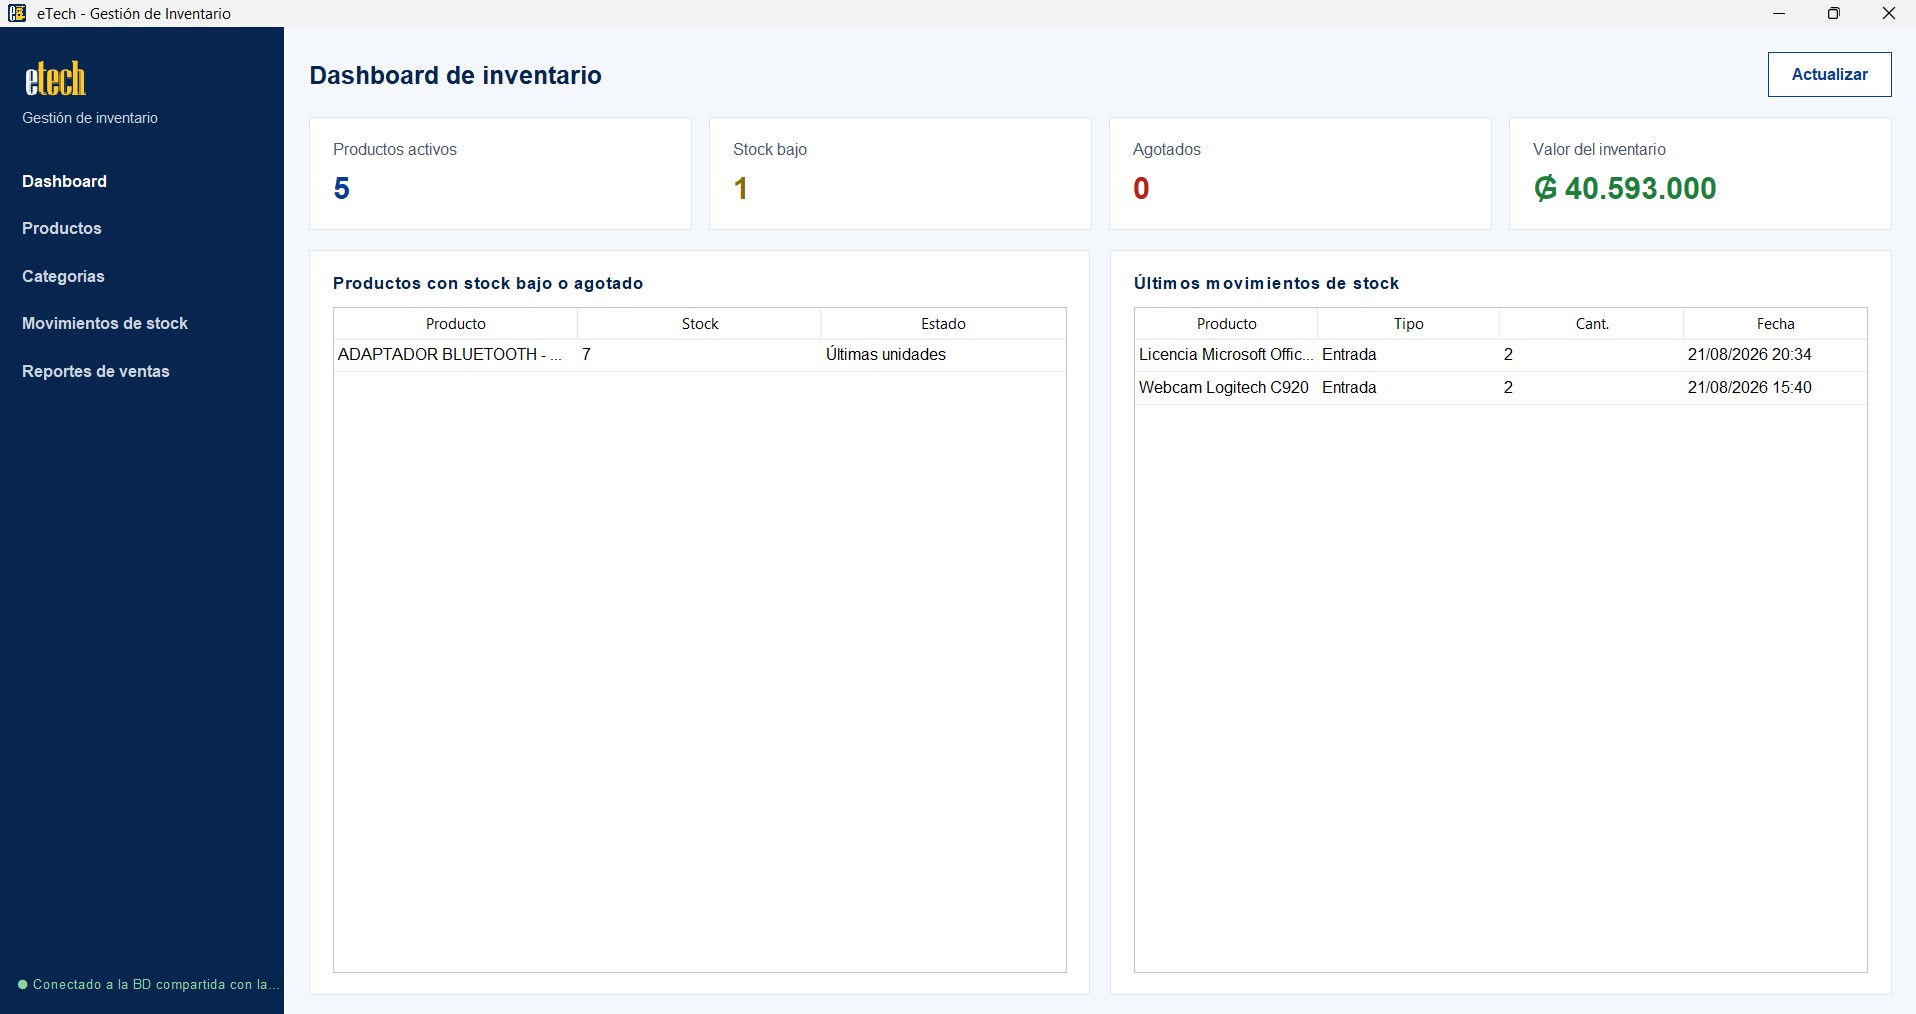 eTech - Gestión de Inventario
etech
Gestión de inventario
Dashboard
Productos
Categorías
Movimientos de stock
Reportes de ventas
Conectado a la BD compartida con la...
Dashboard de inventario
Actualizar
Productos activos
5
Stock bajo
1
Agotados
0
Valor del inventario
₲ 40.593.000
Productos con stock bajo o agotado
Producto Stock Estado
ADAPTADOR BLUETOOTH - ... 7 Últimas unidades
Últimos movimientos de stock
Producto Tipo Cant. Fecha
Licencia Microsoft Offic... Entrada 2 21/08/2026 20:34
Webcam Logitech C920 Entrada 2 21/08/2026 15:40